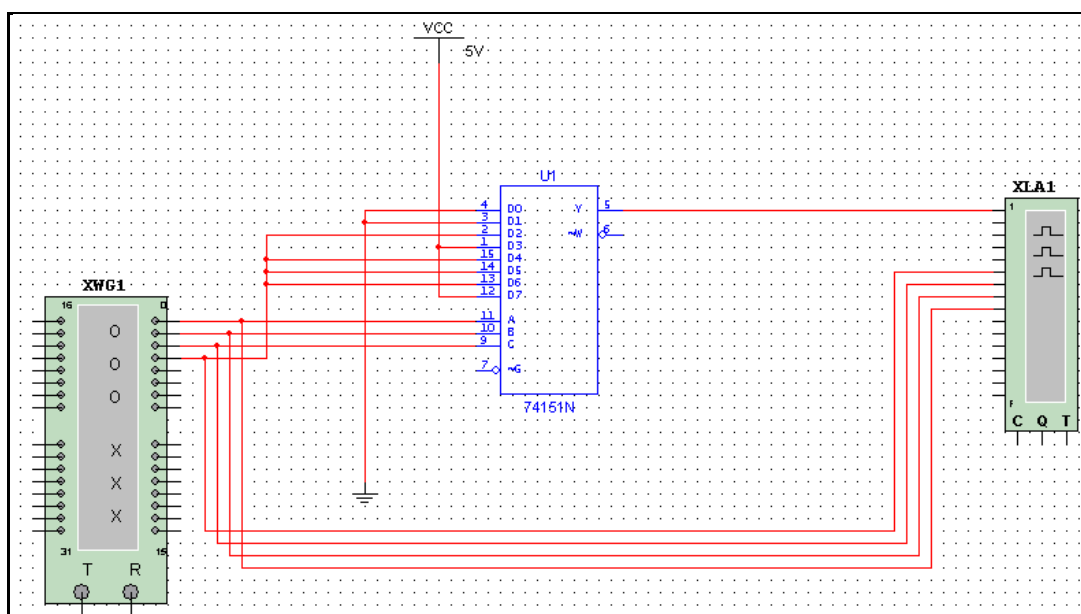 VCC
5V
U1
XLA1
4 D0 Y 5
3 D1
2 D2 ~W 6
1 D3
15 D4
14 D5
13 D6
12 D7
11 A
10 B
9 C
7 ~G
74151N
1
F
C Q T
XWG1
16 0
O
O
O
X
X
X
31 15
T R